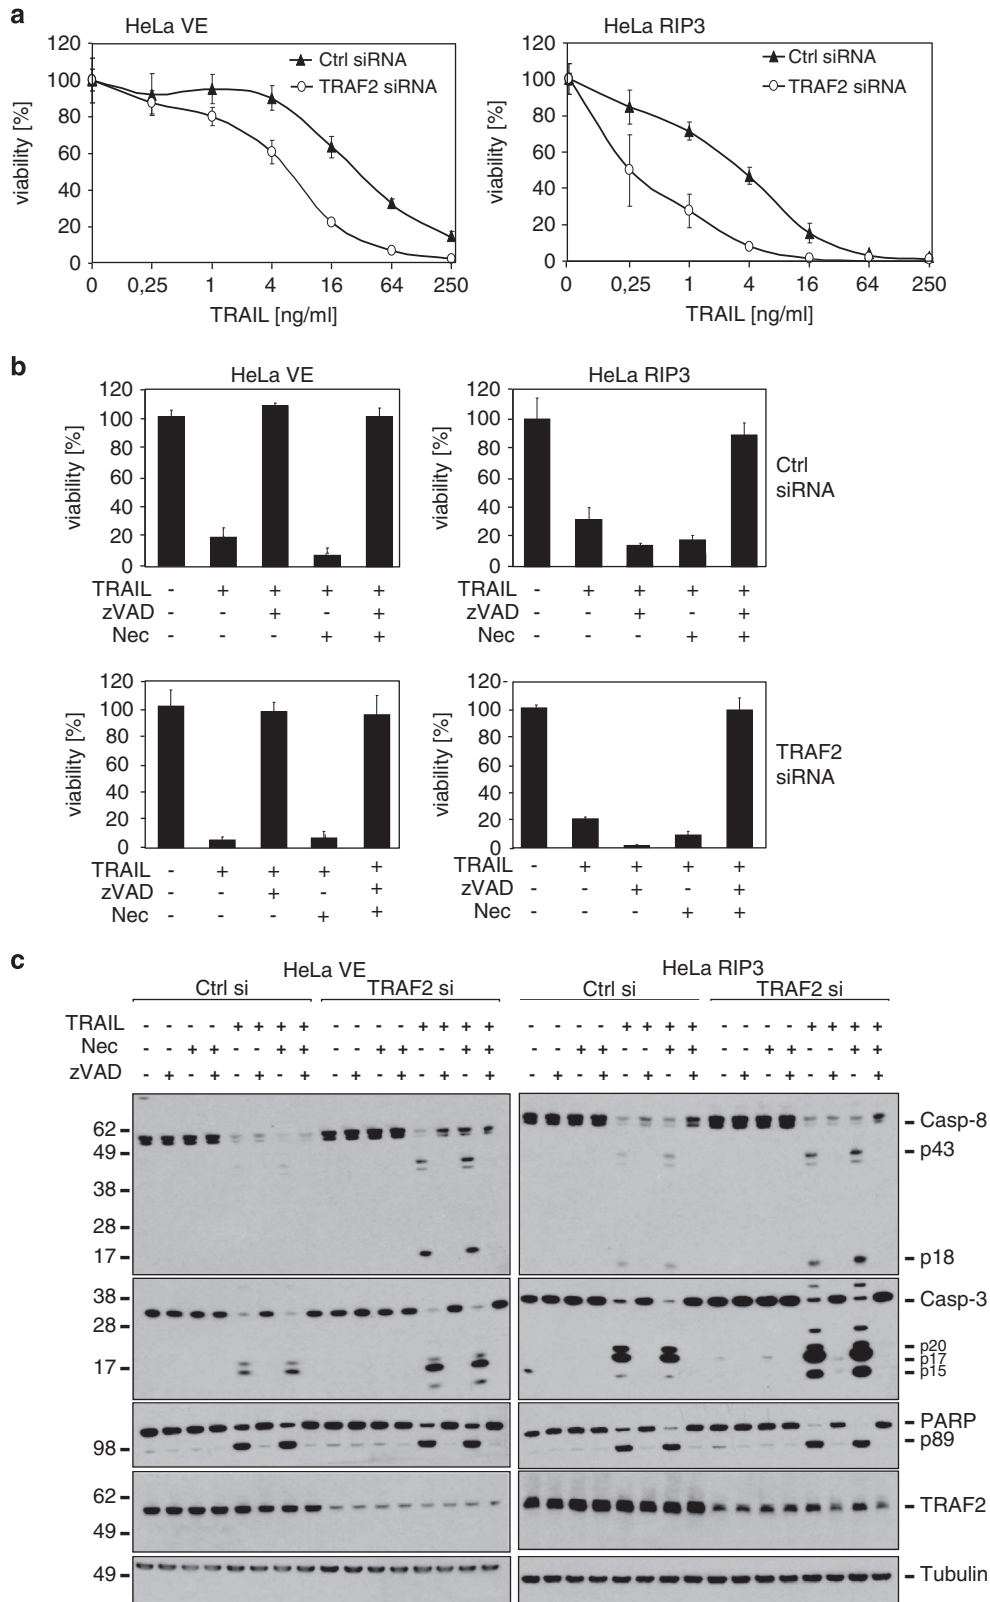 a
HeLa VE
HeLa RIP3
120
100
80
60
40
20
0
viability [%]
Ctrl siRNA
TRAF2 siRNA
0 0,25 1 4 16 64 250
TRAIL [ng/ml]
120
100
80
60
40
20
0
viability [%]
Ctrl siRNA
TRAF2 siRNA
0 0,25 1 4 16 64 250
TRAIL [ng/ml]
b
HeLa VE
HeLa RIP3
120
100
80
60
40
20
0
viability [%]
TRAIL - + + + +
zVAD - - + - +
Nec - - - + +
120
100
80
60
40
20
0
viability [%]
Ctrl
siRNA
TRAIL - + + + +
zVAD - - + - +
Nec - - - + +
120
100
80
60
40
20
0
viability [%]
TRAIL - + + + +
zVAD - - + - +
Nec - - - + +
120
100
80
60
40
20
0
viability [%]
TRAF2
siRNA
TRAIL - + + + +
zVAD - - + - +
Nec - - - + +
c
HeLa VE
HeLa RIP3
Ctrl si TRAF2 si Ctrl si TRAF2 si
TRAIL - - - - + + + + - - - - + + + + - - - - + + + + - - - - + + + +
Nec - - + + - - + + - - + + - - + + - - + + - - + + - - + + - - + +
zVAD - + - + - + - + - + - + - + - + - + - + - + - + - + - + - + - +
62
49
38
28
17
Casp-8
p43
p18
38
28
17
Casp-3
p20
p17
p15
98
PARP
p89
62
49
TRAF2
49
Tubulin